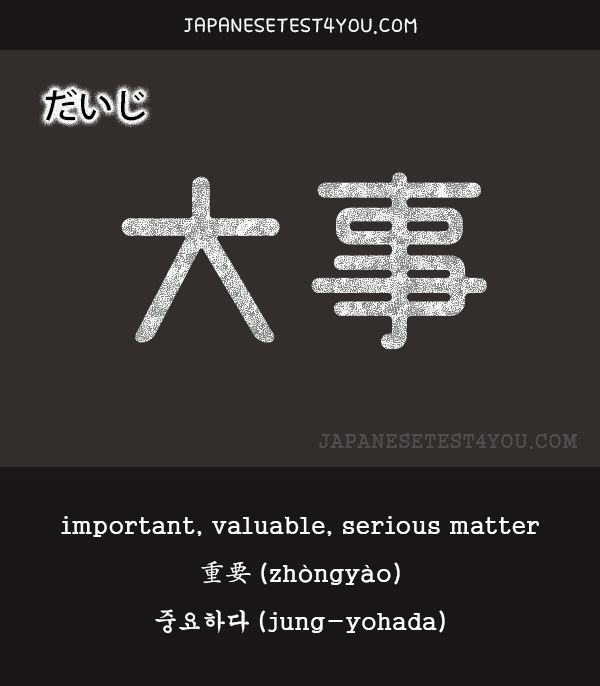 JAPANESETEST4YOU.COM
だいじ
大事
JAPANESETEST4YOU.COM
important, valuable, serious matter
重要 (zhòngyào)
중요하다 (jung-yohada)